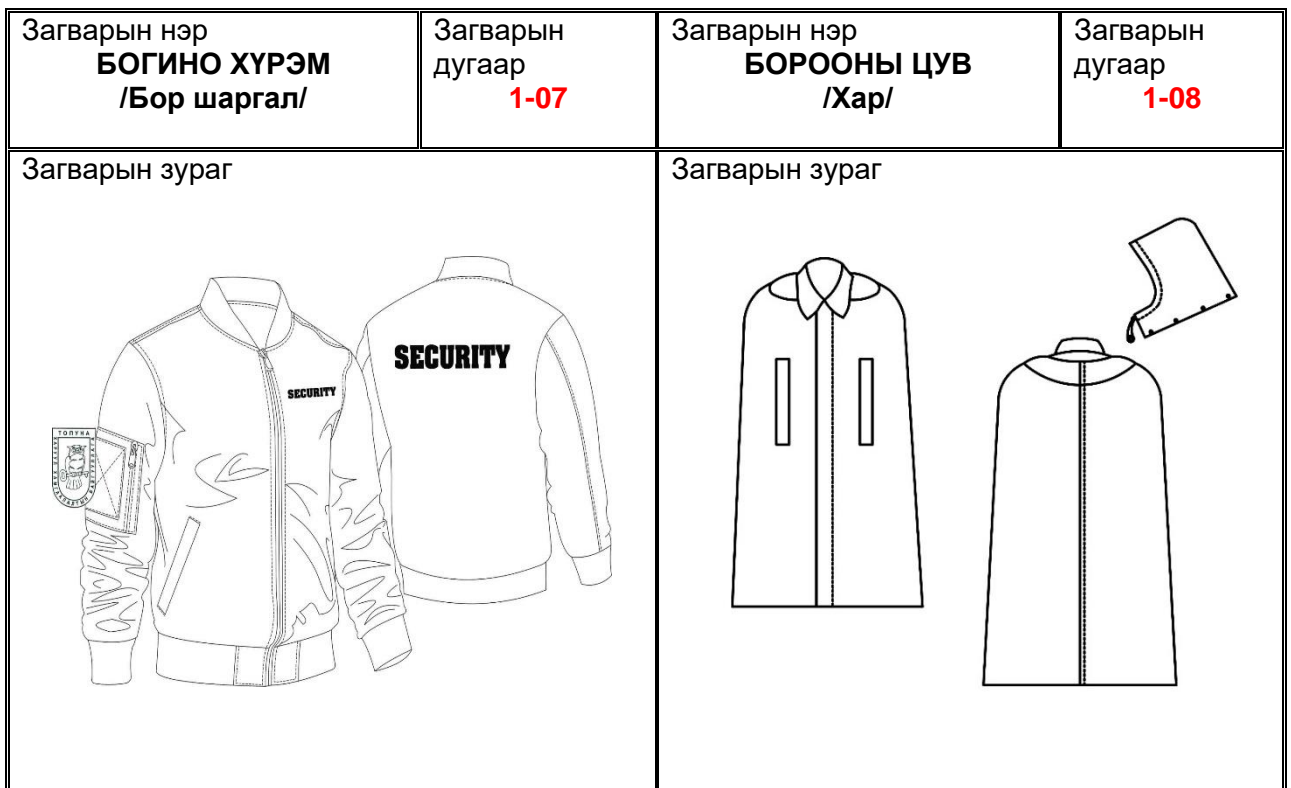 Загварын нэр
БОГИНО ХҮРЭМ
/Бор шаргал/
Загварын
дугаар
1-07
Загварын нэр
БОРООНЫ ЦУВ
/Хар/
Загварын
дугаар
1-08
Загварын зураг
SECURITY
SECURITY
ТОПУНА
Загварын зураг